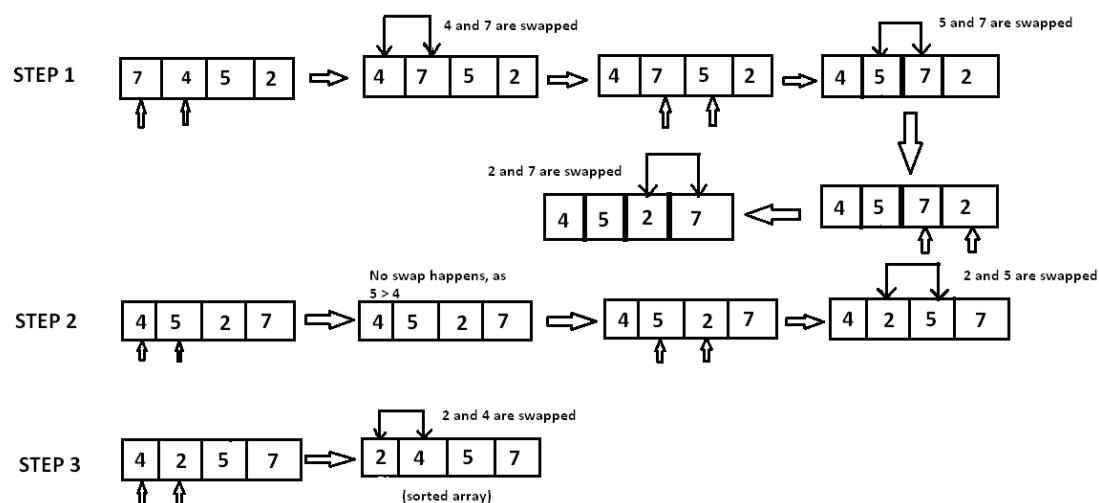 4 and 7 are swapped
5 and 7 are swapped
STEP 1
7 4 5 2
4 7 5 2
4 7 5 2
4 5 7 2
2 and 7 are swapped
4 5 2 7
4 5 7 2
No swap happens, as
5 > 4
2 and 5 are swapped
STEP 2
4 5 2 7
4 5 2 7
4 5 2 7
4 2 5 7
2 and 4 are swapped
STEP 3
4 2 5 7
2 4 5 7
(sorted array)